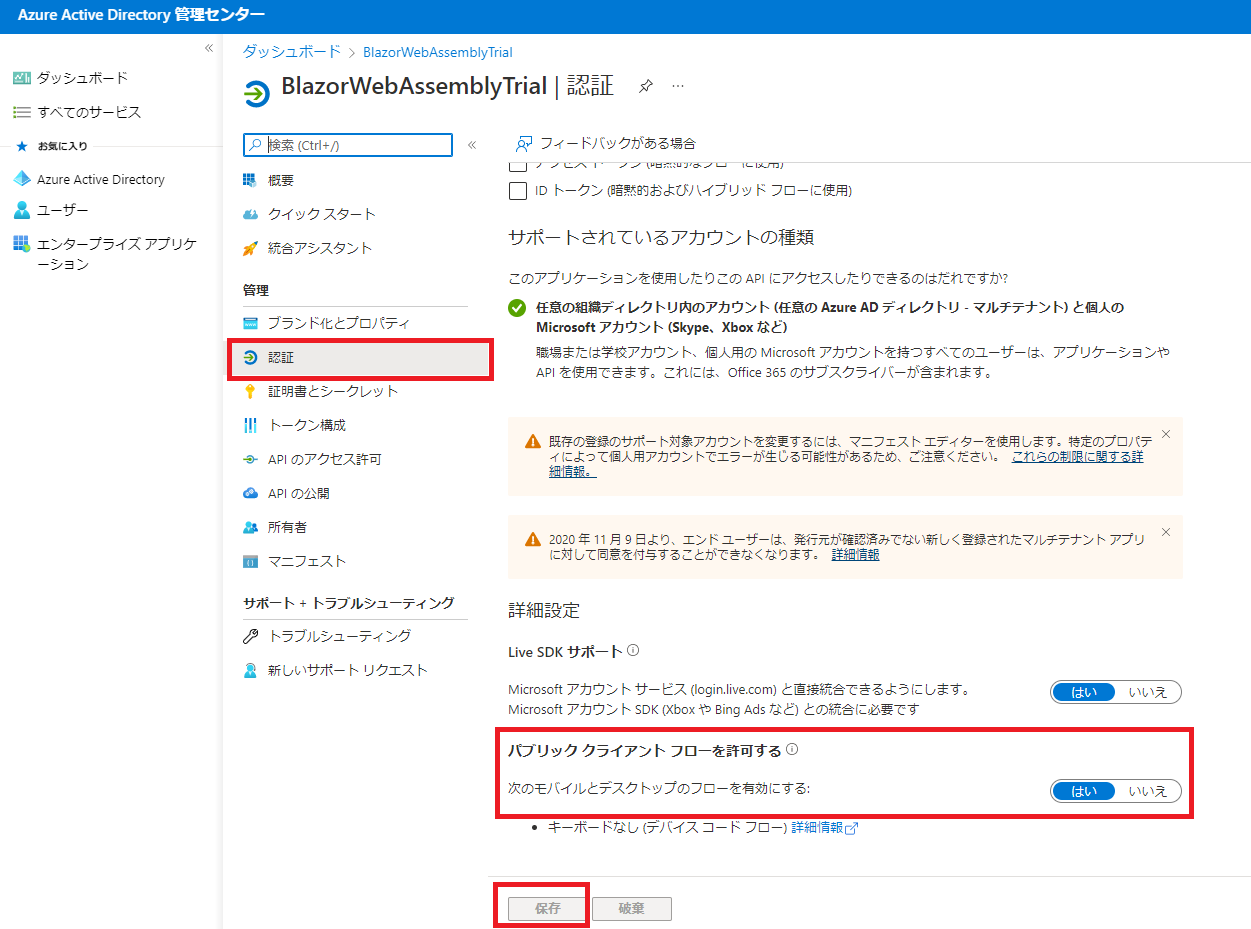 Azure Active Directory 管理センター
«
ダッシュボード
すべてのサービス
お気に入り
Azure Active Directory
ユーザー
エンタープライズ アプリケ
ーション
ダッシュボード > BlazorWebAssemblyTrial
BlazorWebAssemblyTrial | 認証
...
検索 (Ctrl+/)
«
概要
クイック スタート
統合アシスタント
管理
ブランド化とプロパティ
認証
証明書とシークレット
トークン構成
API のアクセス許可
API の公開
所有者
マニフェスト
サポート + トラブルシューティング
トラブルシューティング
新しいサポート リクエスト
フィードバックがある場合
アクセス トークン (暗黙的なフローに使用)
ID トークン (暗黙的およびハイブリッド フローに使用)
サポートされているアカウントの種類
このアプリケーションを使用したりこの API にアクセスしたりできるのはだれですか?
任意の組織ディレクトリ内のアカウント (任意の Azure AD ディレクトリ - マルチテナント) と個人の
Microsoft アカウント (Skype、Xbox など)
職場または学校アカウント、個人用の Microsoft アカウントを持つすべてのユーザーは、アプリケーションや
API を使用できます。これには、Office 365 のサブスクライバーが含まれます。
既存の登録のサポート対象アカウントを変更するには、マニフェスト エディターを使用します。特定のプロパテ
ィによって個人用アカウントでエラーが生じる可能性があるため、ご注意ください。 これらの制限に関する詳
細情報。
2020 年 11 月 9 日より、エンド ユーザーは、発行元が確認済みでない新しく登録されたマルチテナント アプリ
に対して同意を付与することができなくなります。 詳細情報
詳細設定
Live SDK サポート
Microsoft アカウント サービス (login.live.com) と直接統合できるようにします。
Microsoft アカウント SDK (Xbox や Bing Ads など) との統合に必要です
はい いいえ
パブリック クライアント フローを許可する
次のモバイルとデスクトップのフローを有効にする:
はい いいえ
• キーボードなし (デバイス コード フロー) 詳細情報
保存 破棄